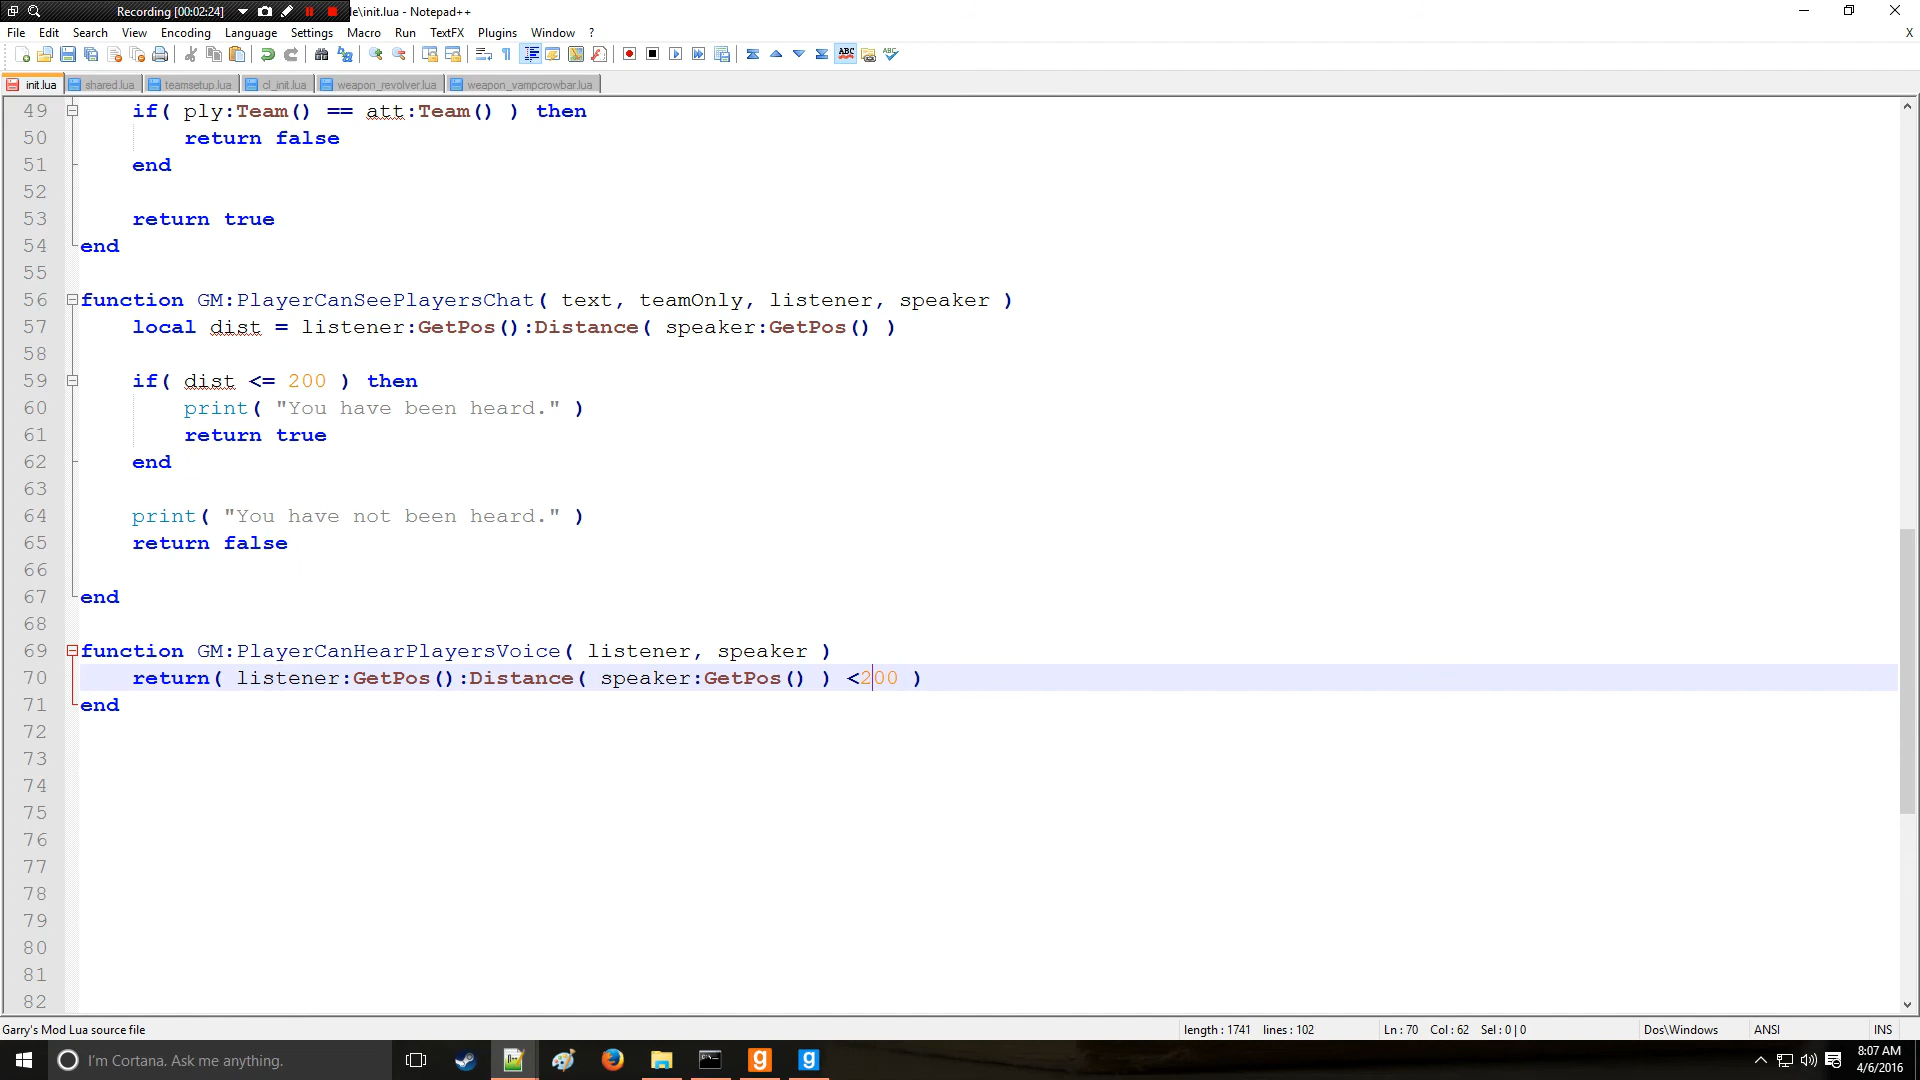 Recording [00:02:24] le\init.lua - Notepad++
File Edit Search View Encoding Language Settings Macro Run TextFX Plugins Window ? X
init.lua shared.lua teamsetup.lua cl_init.lua weapon_revolver.lua weapon_vampcrowbar.lua
49 if( ply:Team() == att:Team() ) then
50 return false
51 end
52
53 return true
54 end
55
56 function GM:PlayerCanSeePlayersChat( text, teamOnly, listener, speaker )
57 local dist = listener:GetPos():Distance( speaker:GetPos() )
58
59 if( dist <= 200 ) then
60 print( "You have been heard." )
61 return true
62 end
63
64 print( "You have not been heard." )
65 return false
66
67 end
68
69 function GM:PlayerCanHearPlayersVoice( listener, speaker )
70 return( listener:GetPos():Distance( speaker:GetPos() ) <200 )
71 end
72
73
74
75
76
77
78
79
80
81
82
Garry's Mod Lua source file length : 1741 lines : 102 Ln : 70 Col : 62 Sel : 0 | 0 Dos\Windows ANSI INS
I'm Cortana. Ask me anything. 8:07 AM
4/6/2016